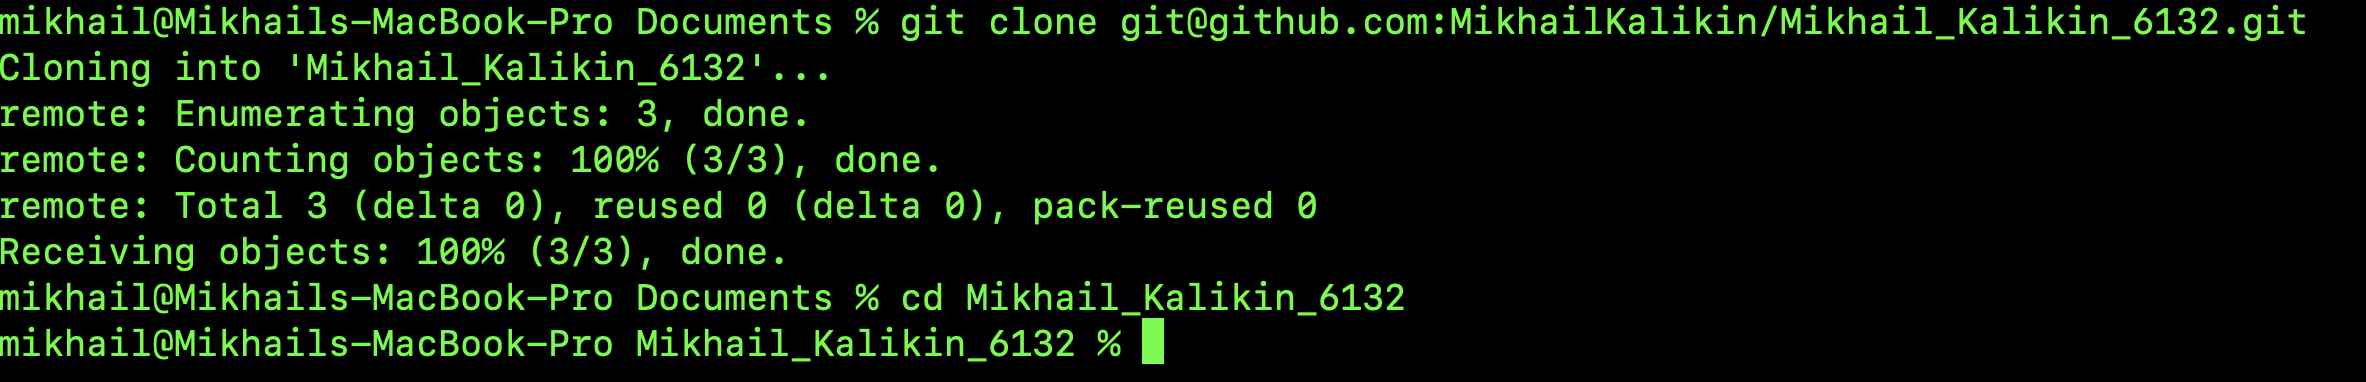 mikhail@Mikhails-MacBook-Pro Documents % git clone git@github.com:MikhailKalikin/Mikhail_Kalikin_6132.git
Cloning into 'Mikhail_Kalikin_6132'...
remote: Enumerating objects: 3, done.
remote: Counting objects: 100% (3/3), done.
remote: Total 3 (delta 0), reused 0 (delta 0), pack-reused 0
Receiving objects: 100% (3/3), done.
mikhail@Mikhails-MacBook-Pro Documents % cd Mikhail_Kalikin_6132
mikhail@Mikhails-MacBook-Pro Mikhail_Kalikin_6132 %